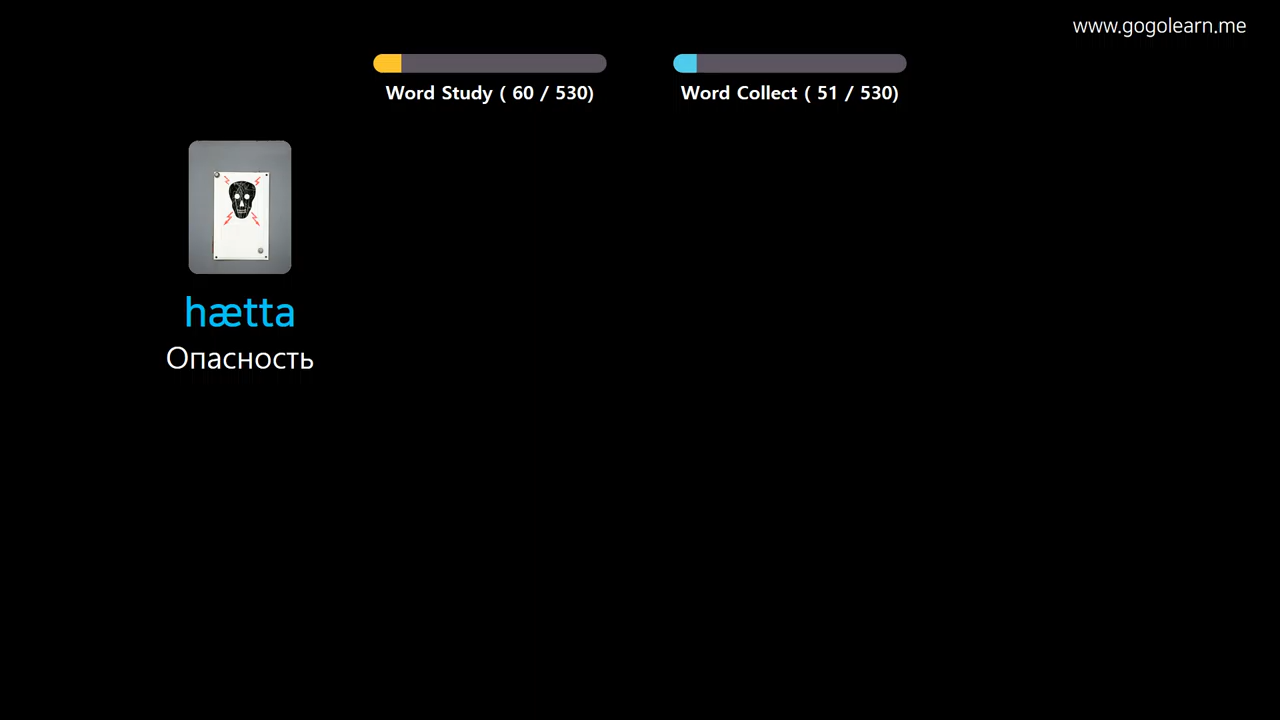 www.gogolearn.me
Word Study ( 60 / 530)
Word Collect ( 51 / 530)
hætta
Опасность